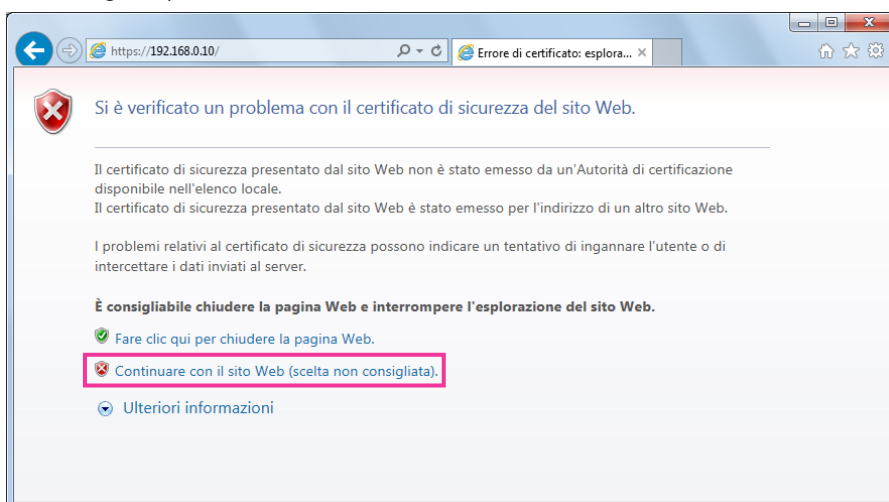 https://192.168.0.10/
Errore di certificato: esplora...
Si è verificato un problema con il certificato di sicurezza del sito Web.
Il certificato di sicurezza presentato dal sito Web non è stato emesso da un'Autorità di certificazione
disponibile nell'elenco locale.
Il certificato di sicurezza presentato dal sito Web è stato emesso per l'indirizzo di un altro sito Web.
I problemi relativi al certificato di sicurezza possono indicare un tentativo di ingannare l'utente o di
intercettare i dati inviati al server.
È consigliabile chiudere la pagina Web e interrompere l'esplorazione del sito Web.
Fare clic qui per chiudere la pagina Web.
Continuare con il sito Web (scelta non consigliata).
Ulteriori informazioni